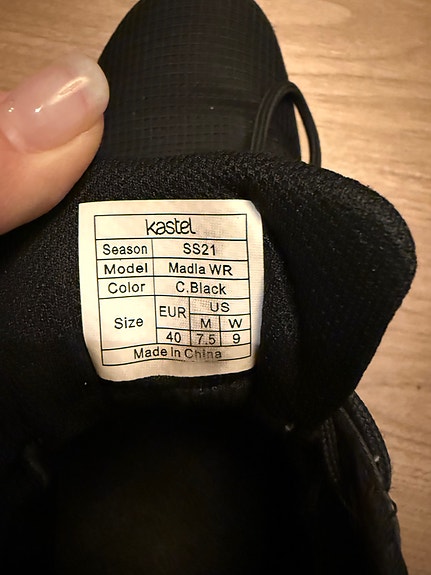 kastel
Season SS21
Model Madla WR
Color C.Black
Size EUR US
M W
40 7.5 9
Made in China